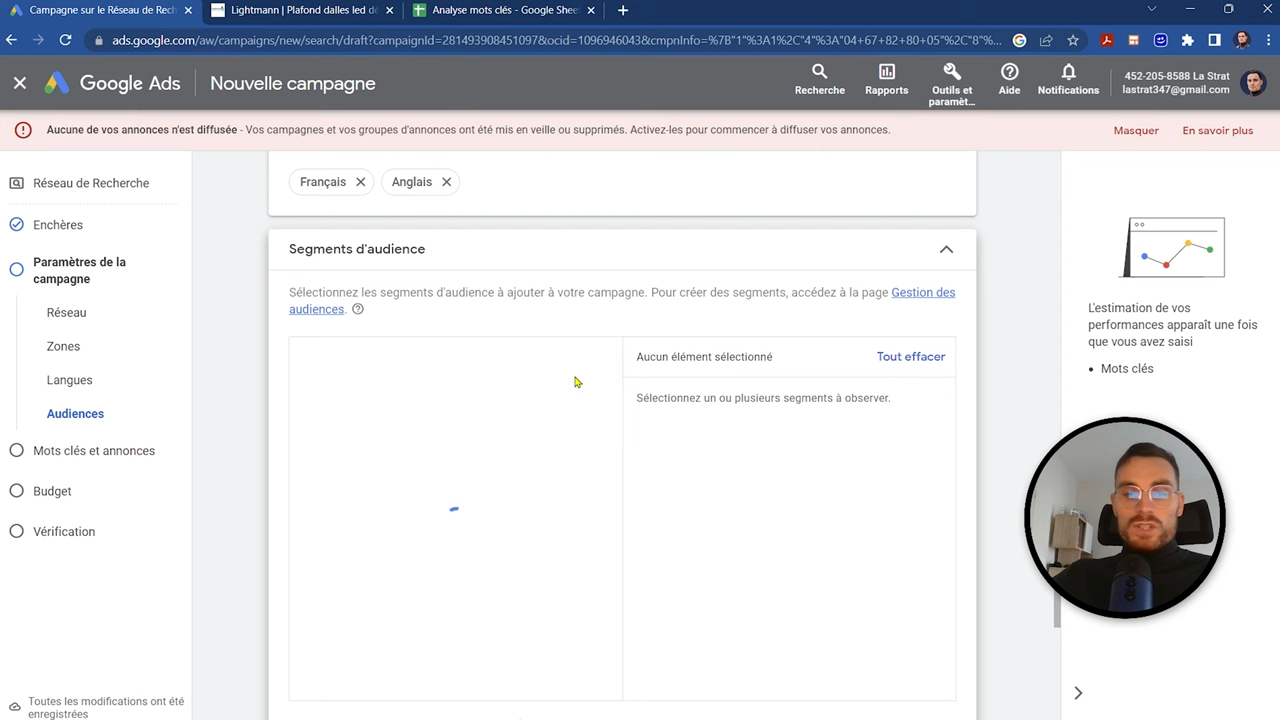 Campagne sur le Réseau de Rech
Lightmann | Plafond dalles led d
Analyse mots clés - Google Shee
ads.google.com/aw/campaigns/new/search/draft?campaignId=281493908451097&ocid=1096946043&cmpnInfo=%7B"1"%3A1%2C"4"%3A"04+67+82+80+05"%2C"8"%...
Google Ads
Nouvelle campagne
Recherche
Rapports
Outils et
paramèt...
Aide
Notifications
452-205-8588 La Strat
lastrat347@gmail.com
Aucune de vos annonces n'est diffusée - Vos campagnes et vos groupes d'annonces ont été mis en veille ou supprimés. Activez-les pour commencer à diffuser vos annonces.
Masquer
En savoir plus
Réseau de Recherche
Enchères
Paramètres de la
campagne
Réseau
Zones
Langues
Audiences
Mots clés et annonces
Budget
Vérification
Toutes les modifications ont été
enregistrées
Français
Anglais
Segments d'audience
Sélectionnez les segments d'audience à ajouter à votre campagne. Pour créer des segments, accédez à la page Gestion des
audiences.
Aucun élément sélectionné
Tout effacer
Sélectionnez un ou plusieurs segments à observer.
L'estimation de vos
performances apparaît une fois
que vous avez saisi
• Mots clés